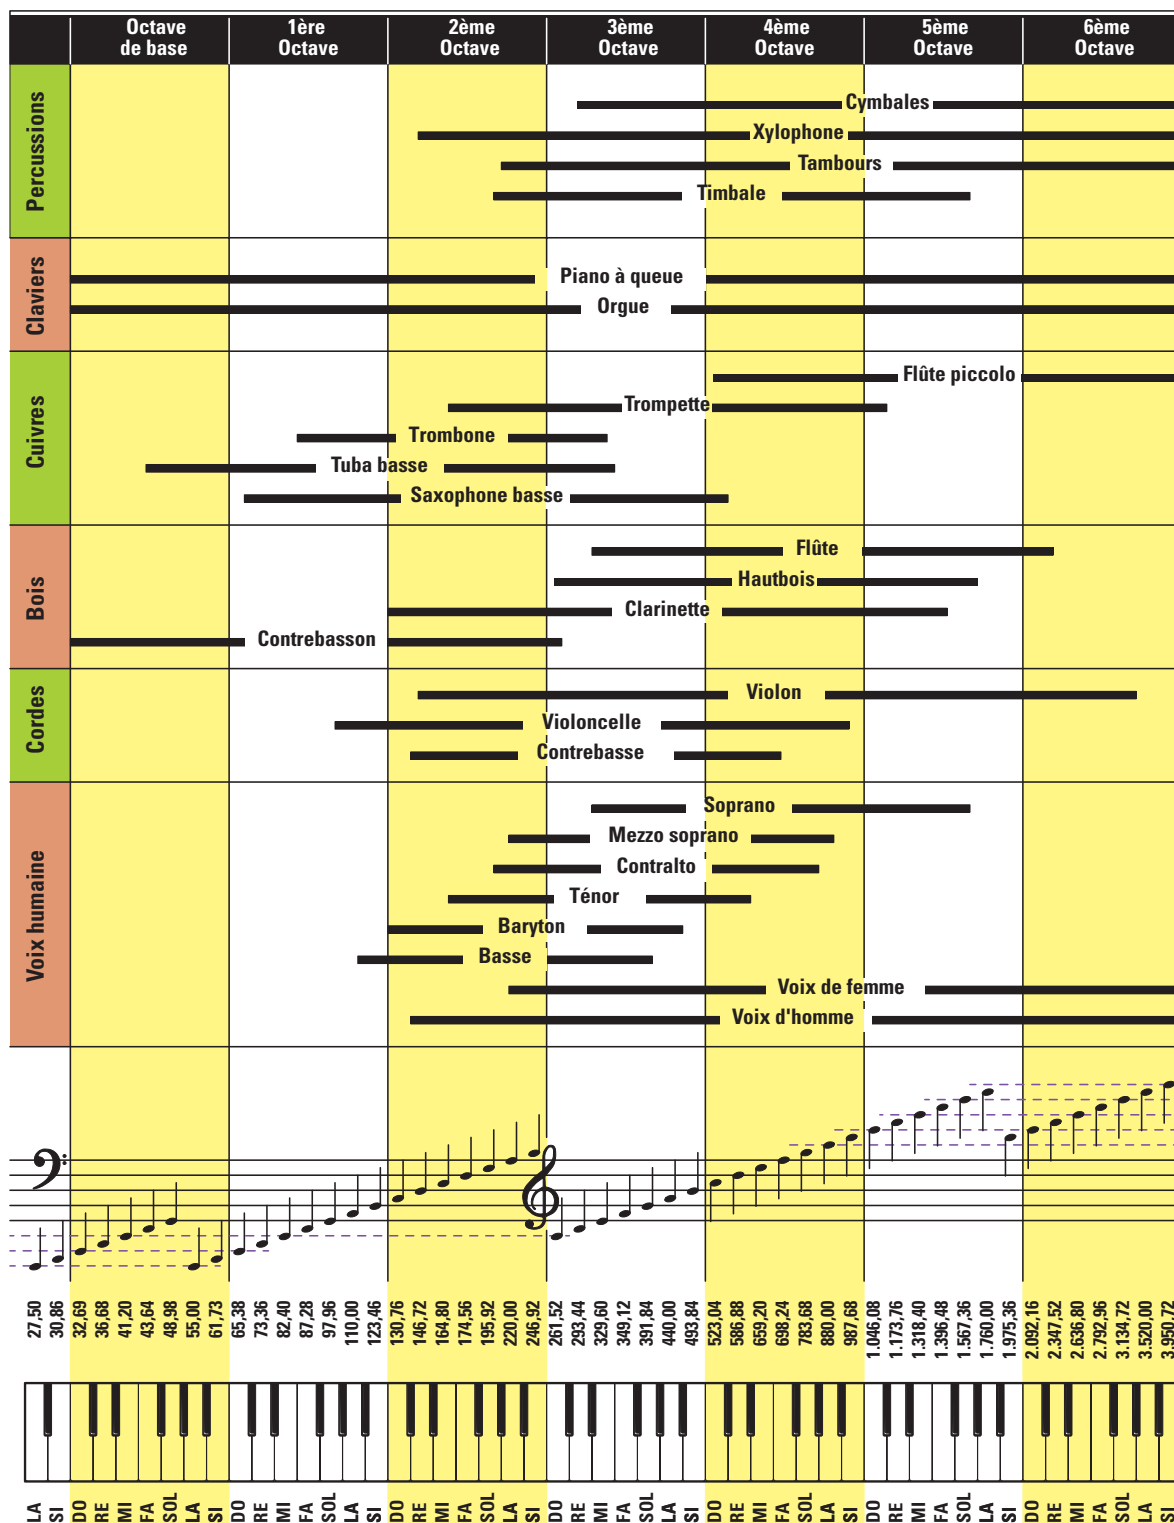 Octave
de base
1ère
Octave
2ème
Octave
3ème
Octave
4ème
Octave
5ème
Octave
6ème
Octave
Percussions
Cymbales
Xylophone
Tambours
Timbale
Claviers
Piano à queue
Orgue
Cuivres
Flûte piccolo
Trompette
Trombone
Tuba basse
Saxophone basse
Bois
Flûte
Hautbois
Clarinette
Contrebasson
Cordes
Violon
Violoncelle
Contrebasse
Voix humaine
Soprano
Mezzo soprano
Contralto
Ténor
Baryton
Basse
Voix de femme
Voix d'homme
27,50
30,86
32,69
36,68
41,20
43,64
48,98
55,00
61,73
65,38
73,36
82,40
87,28
97,96
110,00
123,46
130,76
146,72
164,80
174,56
195,92
220,00
246,92
261,52
293,44
329,60
349,12
391,84
440,00
493,84
523,04
586,88
659,20
698,24
783,68
880,00
987,68
1.046,08
1.173,76
1.318,40
1.396,48
1.567,36
1.760,00
1.975,36
2.092,16
2.347,52
2.636,80
2.792,96
3.134,72
3.520,00
3.950,72
LA
SI
DO
RE
MI
FA
SOL
LA
SI
DO
RE
MI
FA
SOL
LA
SI
DO
RE
MI
FA
SOL
LA
SI
DO
RE
MI
FA
SOL
LA
SI
DO
RE
MI
FA
SOL
LA
SI
DO
RE
MI
FA
SOL
LA
SI
DO
RE
MI
FA
SOL
LA
SI